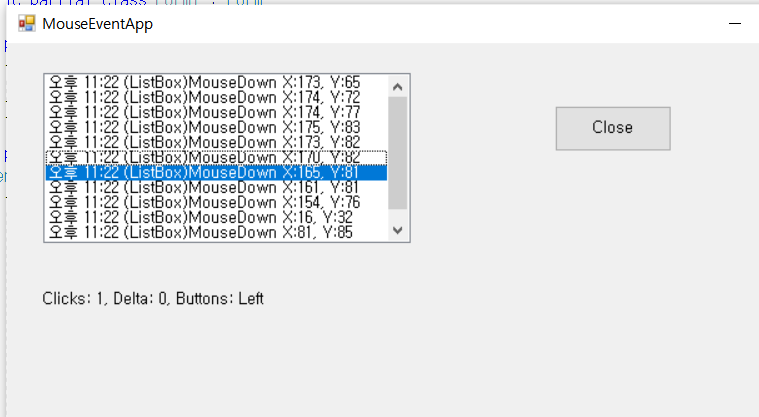 MouseEventApp
오후 11:22 (ListBox)MouseDown X:173, Y:65
오후 11:22 (ListBox)MouseDown X:174, Y:72
오후 11:22 (ListBox)MouseDown X:174, Y:77
오후 11:22 (ListBox)MouseDown X:175, Y:83
오후 11:22 (ListBox)MouseDown X:173, Y:82
오후 11:22 (ListBox)MouseDown X:170, Y:82
오후 11:22 (ListBox)MouseDown X:165, Y:81
오후 11:22 (ListBox)MouseDown X:161, Y:81
오후 11:22 (ListBox)MouseDown X:154, Y:76
오후 11:22 (ListBox)MouseDown X:16, Y:32
오후 11:22 (ListBox)MouseDown X:81, Y:85
Close
Clicks: 1, Delta: 0, Buttons: Left